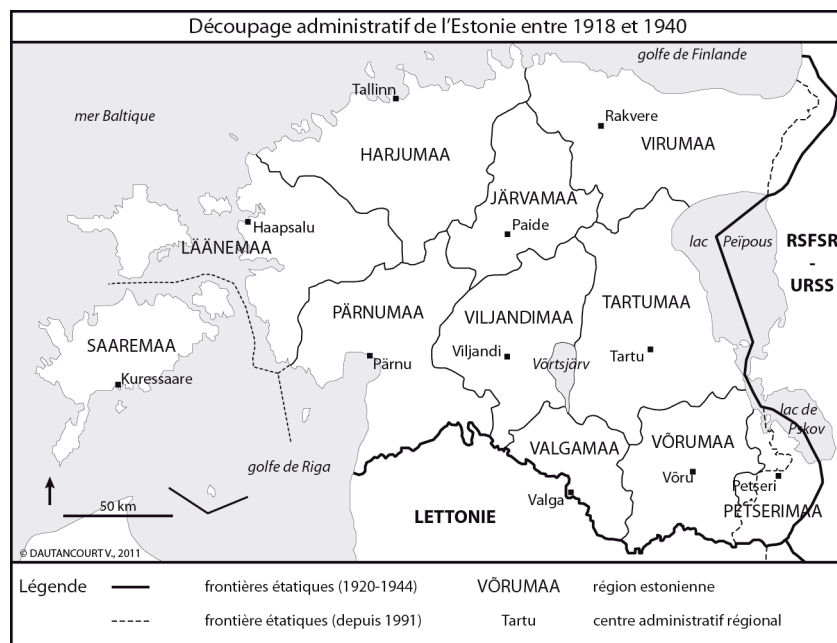 Découpage administratif de l'Estonie entre 1918 et 1940
golfe de Finlande
Tallinn
mer Baltique
Rakvere
HARJUMAA
VIRUMAA
JÄRVAMAA
Haapsalu
Paide
LÄÄNEMAA
lac Peïpous
RSFSR
-
URSS
PÄRNUMAA
VILJANDIMAA
TARTUMAA
SAAREMAA
Viljandi
Võrtsjärv
Tartu
Pärnu
Kuressaare
lac de
Pskov
VALGAMAA
VÕRUMAA
golfe de Riga
Võru
Petseri
Valga
50 km
LETTONIE
PETSERIMAA
© DAUTANCOURT V., 2011
Légende
frontières étatiques (1920-1944)
VÕRUMAA
région estonienne
frontière étatiques (depuis 1991)
Tartu
centre administratif régional